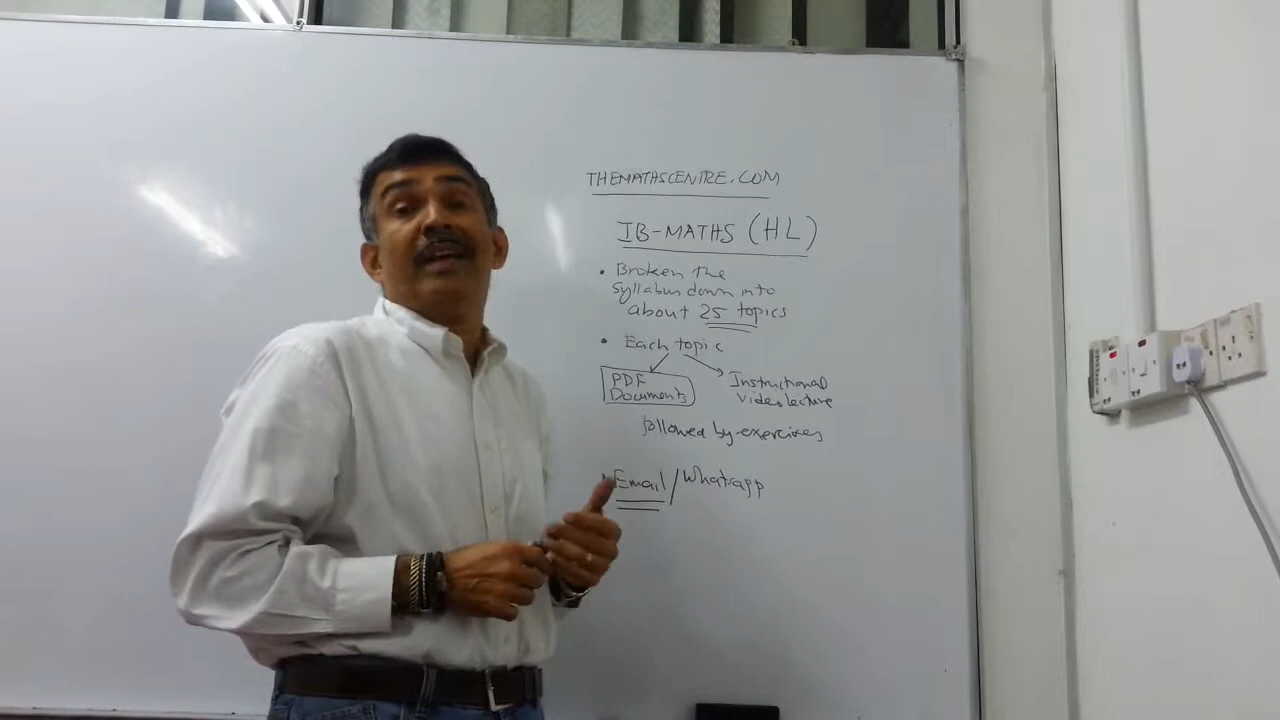 THEMATHSCENTRE.COM
IB-MATHS (HL)
• Broken the
syllabus down into
about 25 topics
• Each topic
PDF
Documents
Instructional
Video lecture
followed by exercises
• Email/Whatsapp